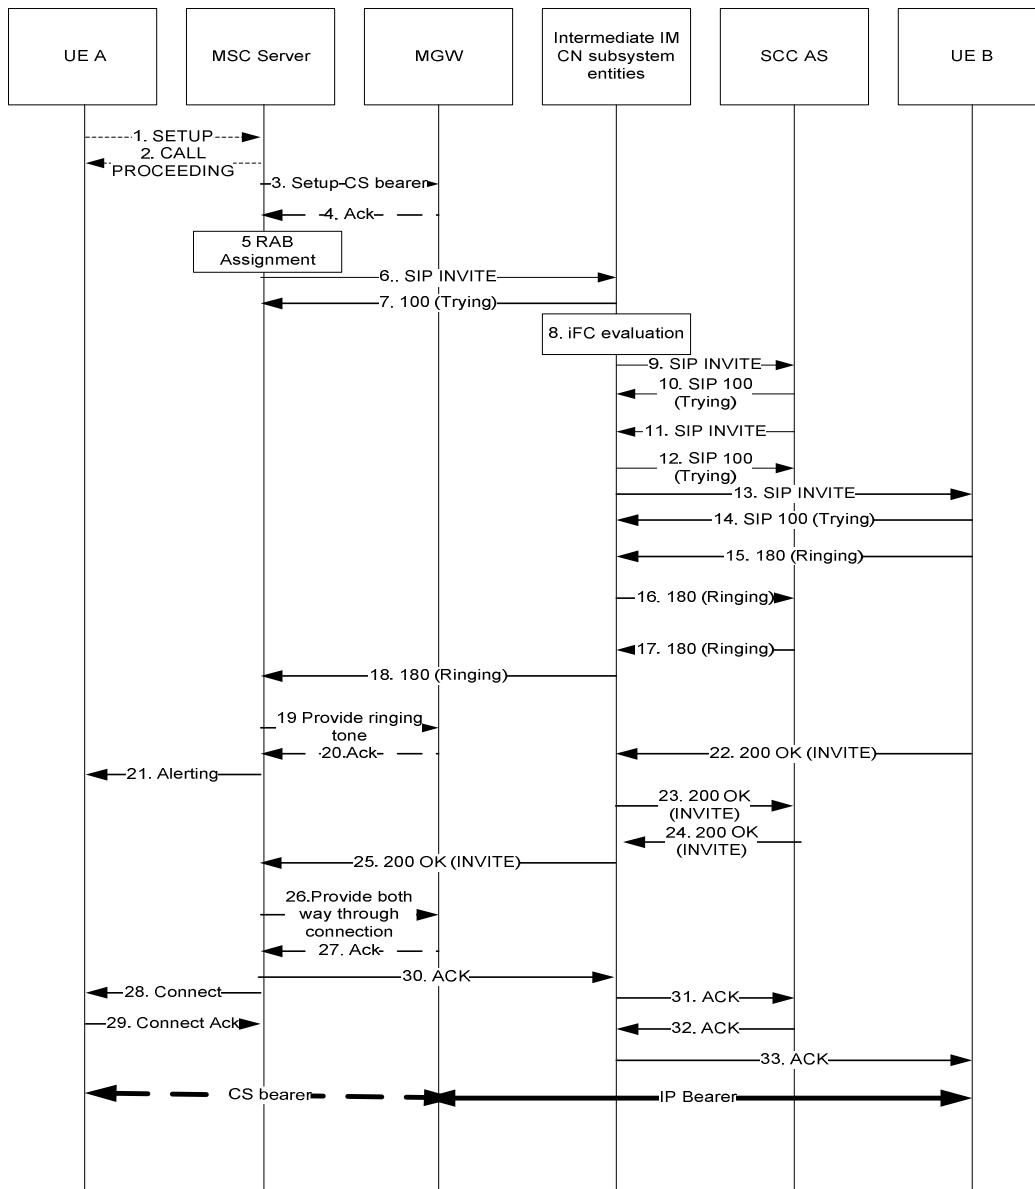 UE A
MSC Server
MGW
Intermediate IM
CN subsystem
entities
SCC AS
UE B
1. SETUP
2. CALL
PROCEEDING
3. Setup CS bearer
4. Ack
5 RAB
Assignment
6.. SIP INVITE
7. 100 (Trying)
8. iFC evaluation
9. SIP INVITE
10. SIP 100
(Trying)
11. SIP INVITE
12. SIP 100
(Trying)
13. SIP INVITE
14. SIP 100 (Trying)
15. 180 (Ringing)
16. 180 (Ringing)
17. 180 (Ringing)
18. 180 (Ringing)
19 Provide ringing
tone
20.Ack
22. 200 OK (INVITE)
21. Alerting
23. 200 OK
(INVITE)
24. 200 OK
(INVITE)
25. 200 OK (INVITE)
26.Provide both
way through
connection
27. Ack
30. ACK
28. Connect
31. ACK
29. Connect Ack
32. ACK
33. ACK
CS bearer
IP Bearer